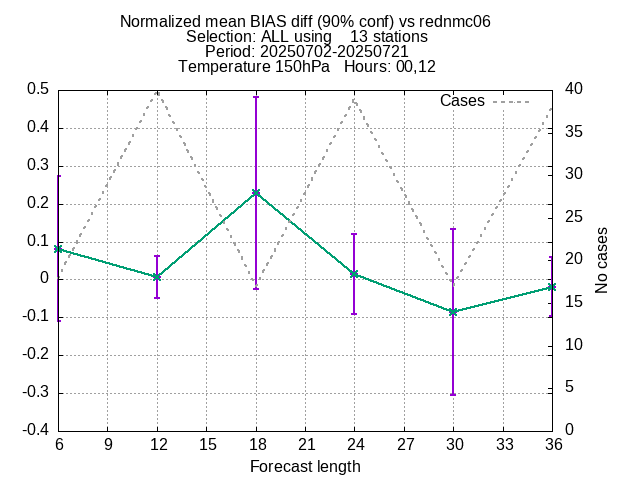 Normalized mean BIAS diff (90% conf) vs rednmc06
Selection: ALL using    13 stations
Period: 20250702-20250721
Temperature 150hPa   Hours: 00,12
Cases
0.5
0.4
0.3
0.2
0.1
0
-0.1
-0.2
-0.3
-0.4
40
35
30
25
20
15
10
5
0
No cases
6 9 12 15 18 21 24 27 30 33 36
Forecast length